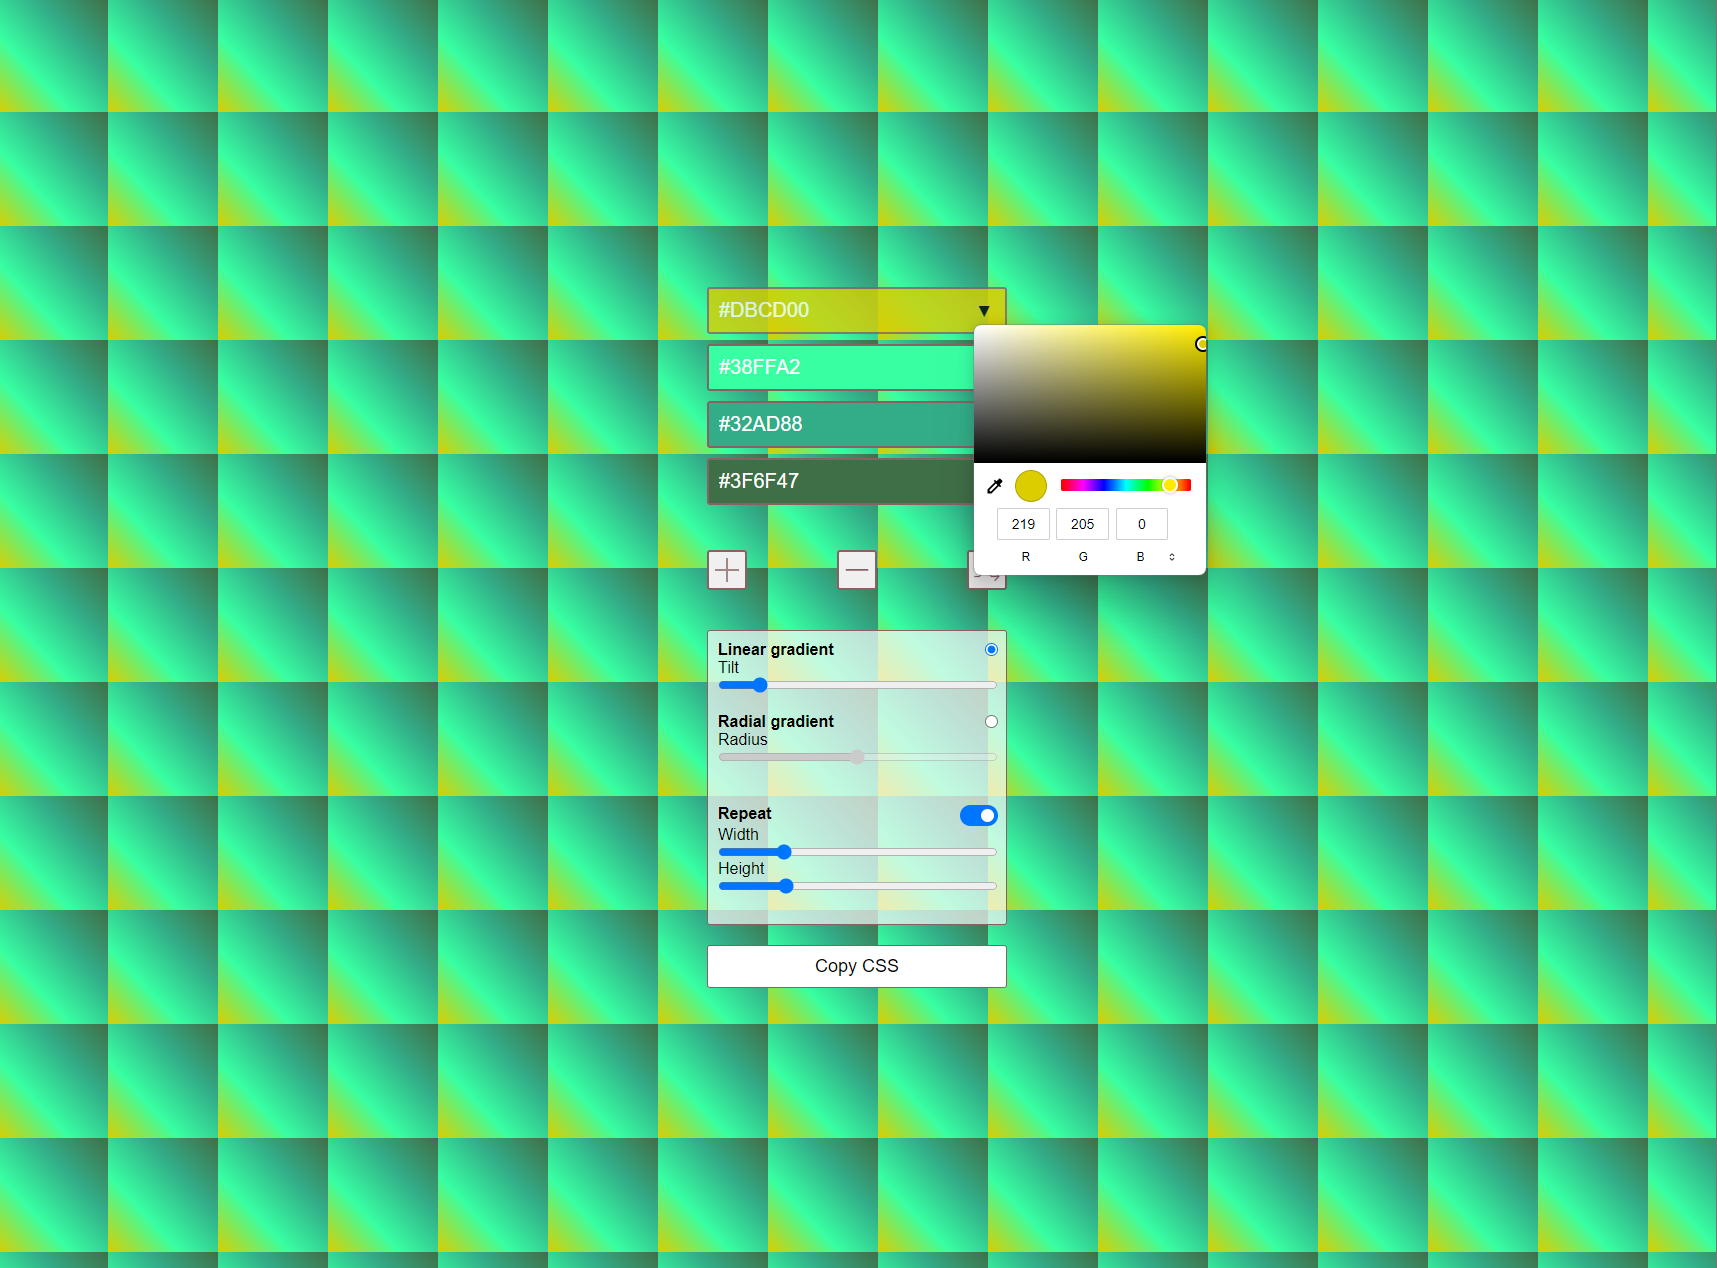 #DBCD00 ▼
#38FFA2
#32AD88
#3F6F47
219 205 0
R G B
Linear gradient
Tilt
Radial gradient
Radius
Repeat
Width
Height
Copy CSS